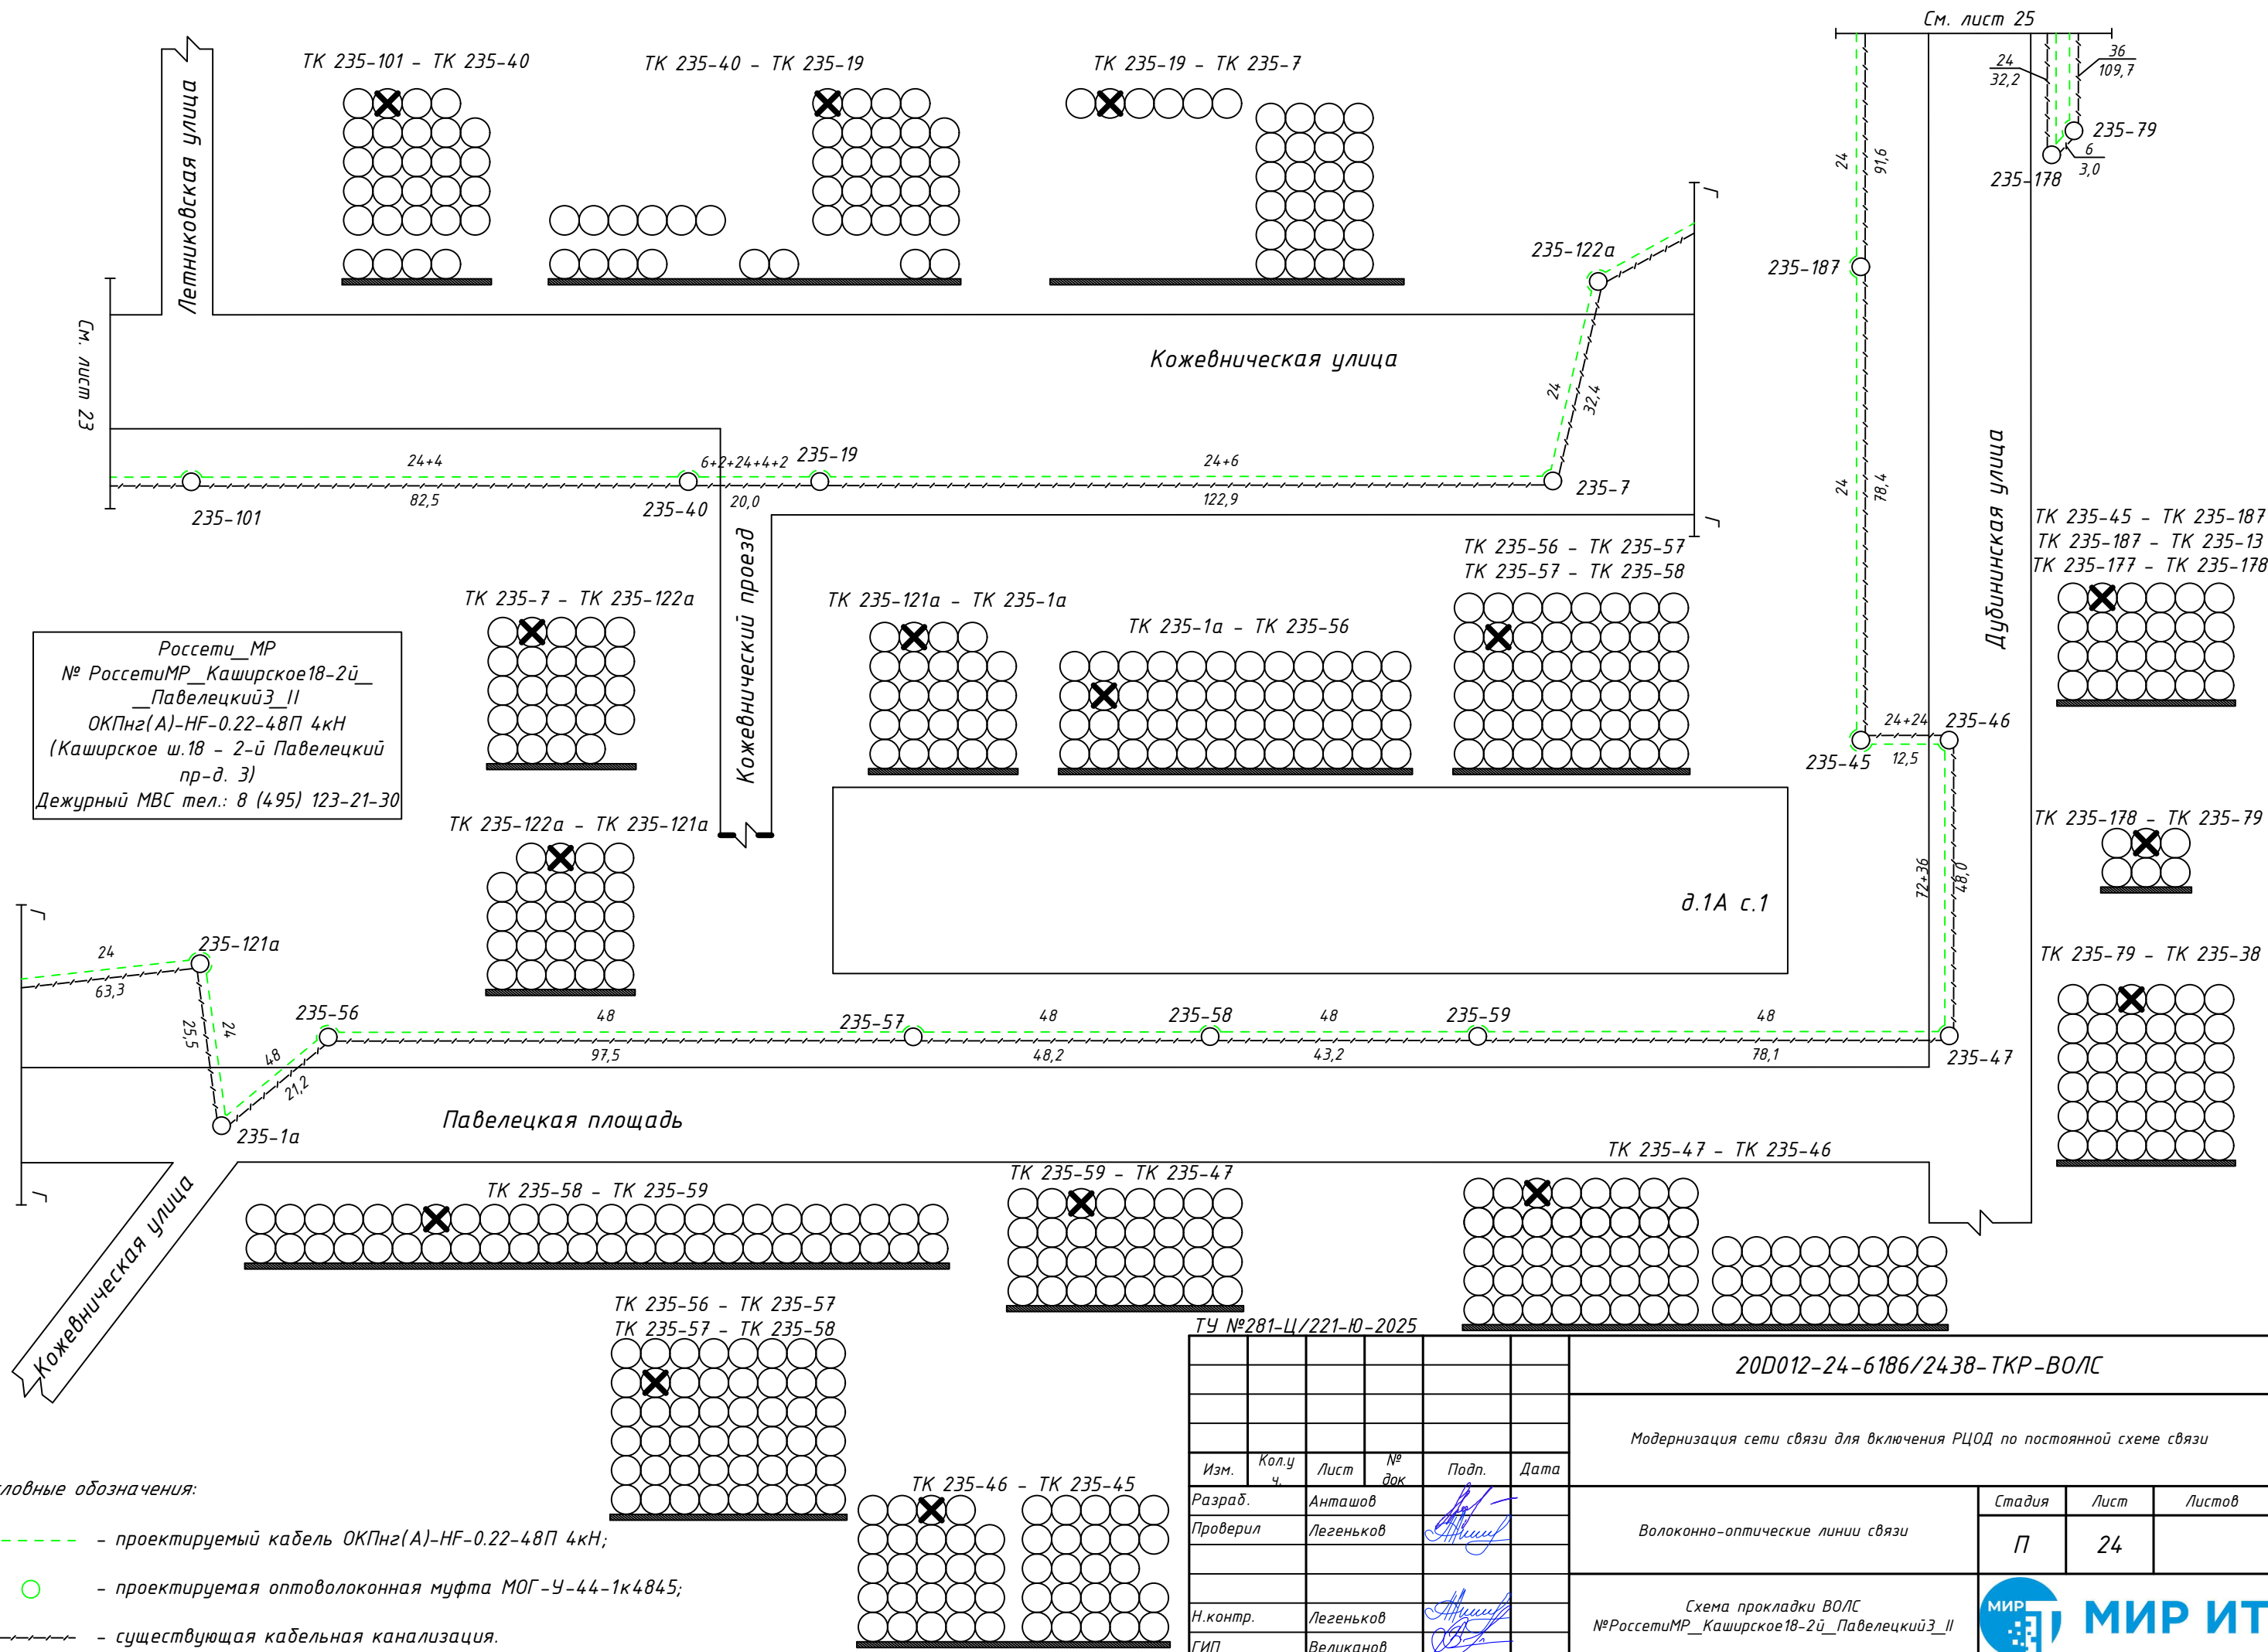 См. лист 25
ТК 235-101 - ТК 235-40
ТК 235-40 - ТК 235-19
ТК 235-19 - ТК 235-7
Летниковская улица
24
32,2
36
109,7
235-79
6
3,0
235-178
24
91,6
235-122а
235-187
См. лист 23
Кожевническая улица
24
32,4
24+4
82,5
6+2+24+4+2
20,0
235-19
24+6
122,9
235-7
235-101
235-40
24
78,4
Дубининская улица
ТК 235-45 - ТК 235-187
ТК 235-187 - ТК 235-13
ТК 235-177 - ТК 235-178
Кожевнический проезд
ТК 235-7 - ТК 235-122а
ТК 235-121а - ТК 235-1а
ТК 235-1а - ТК 235-56
ТК 235-56 - ТК 235-57
ТК 235-57 - ТК 235-58
Россети_МР
№ РоссетиМР_Каширское18-2й_
_Павелецкий3_II
ОКПнг(А)-HF-0.22-48П 4кН
(Каширское ш.18 - 2-й Павелецкий
пр-д. 3)
Дежурный МВС тел.: 8 (495) 123-21-30
24+24
12,5
235-46
235-45
ТК 235-122а - ТК 235-121а
ТК 235-178 - ТК 235-79
72+36
48,0
д.1А с.1
24
63,3
235-121а
25,5
24
235-56
48
21,2
48
97,5
235-57
48
48,2
235-58
48
43,2
235-59
48
78,1
235-47
ТК 235-79 - ТК 235-38
235-1а
Павелецкая площадь
Кожевническая улица
ТК 235-58 - ТК 235-59
ТК 235-59 - ТК 235-47
ТК 235-47 - ТК 235-46
ТК 235-56 - ТК 235-57
ТК 235-57 - ТК 235-58
ТК 235-46 - ТК 235-45
ловные обозначения:
- проектируемый кабель ОКПнг(А)-HF-0.22-48П 4кН;
- проектируемая оптоволоконная муфта МОГ-У-44-1к4845;
- существующая кабельная канализация.
ТУ №281-Ц/221-Ю-2025
20D012-24-6186/2438-ТКР-ВОЛС
Модернизация сети связи для включения РЦОД по постоянной схеме связи
Изм.
Кол.у
ч.
Лист
№
док
Подп.
Дата
Разраб.
Анташов
Проверил
Легеньков
Н.контр.
Легеньков
ГИП
Великанов
Волоконно-оптические линии связи
Стадия
Лист
Листов
П
24
Схема прокладки ВОЛС
№РоссетиМР_Каширское18-2й_Павелецкий3_II
МИР
МИР ИТ